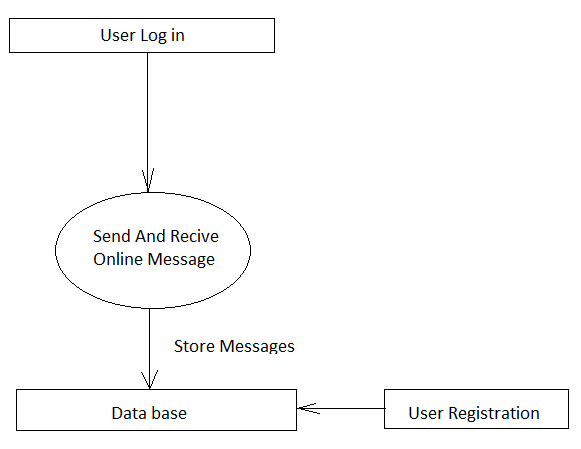 User Log in
Send And Recive
Online Message
Store Messages
Data base
User Registration